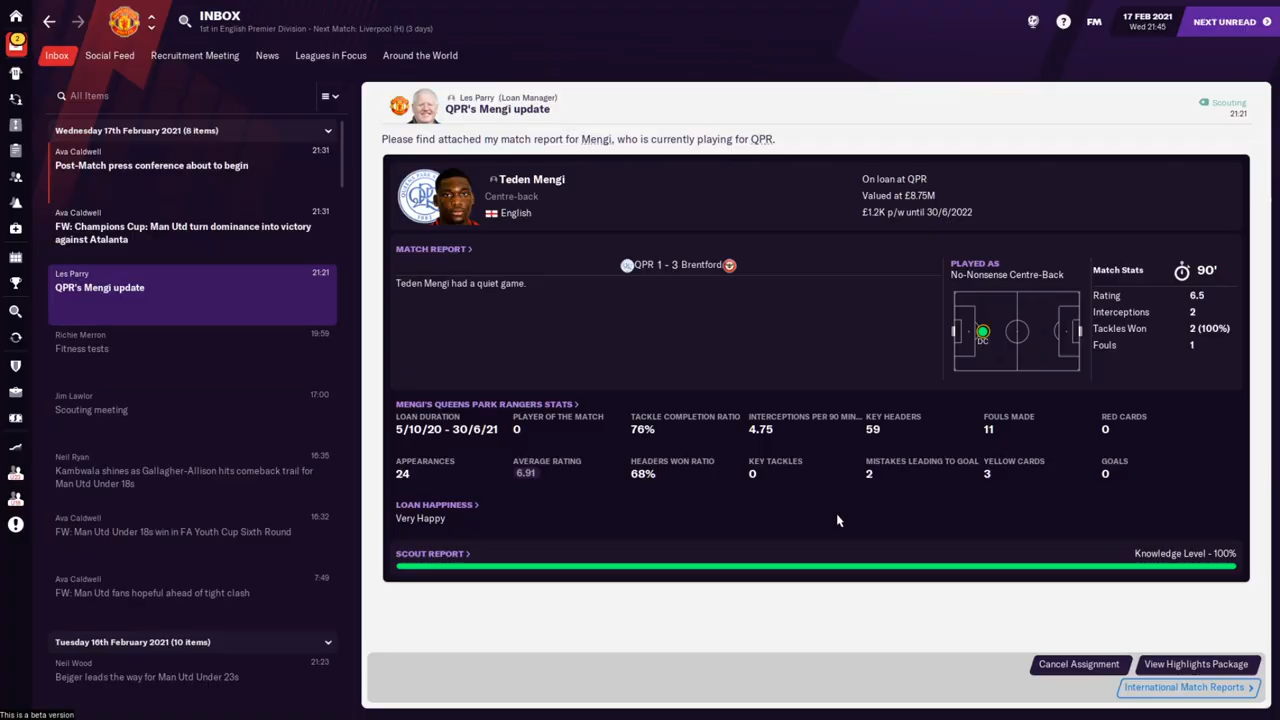 INBOX
1st in English Premier Division - Next Match: Liverpool (H) (3 days)
FM
17 FEB 2021
Wed 21:45
NEXT UNREAD
2
Inbox
Social Feed
Recruitment Meeting
News
Leagues in Focus
Around the World
All Items
Wednesday 17th February 2021 (8 items)
Ava Caldwell
21:31
Post-Match press conference about to begin
Ava Caldwell
21:31
FW: Champions Cup: Man Utd turn dominance into victory
against Atalanta
Les Parry
21:21
QPR's Mengi update
Richie Merron
19:59
Fitness tests
Jim Lawlor
17:00
Scouting meeting
Neil Ryan
16:35
Kambwala shines as Gallagher-Allison hits comeback trail for
Man Utd Under 18s
Ava Caldwell
16:32
FW: Man Utd Under 18s win in FA Youth Cup Sixth Round
Ava Caldwell
7:49
FW: Man Utd fans hopeful ahead of tight clash
Tuesday 16th February 2021 (10 items)
Neil Wood
21:23
Bejger leads the way for Man Utd Under 23s
Les Parry (Loan Manager)
QPR's Mengi update
Scouting
21:21
Please find attached my match report for Mengi, who is currently playing for QPR.
Teden Mengi
Centre-back
English
On loan at QPR
Valued at £8.75M
£1.2K p/w until 30/6/2022
MATCH REPORT >
QPR 1 - 3 Brentford
Teden Mengi had a quiet game.
PLAYED AS
No-Nonsense Centre-Back
DC
Match Stats
90'
Rating 6.5
Interceptions 2
Tackles Won 2 (100%)
Fouls 1
MENGI'S QUEENS PARK RANGERS STATS >
LOAN DURATION
5/10/20 - 30/6/21
PLAYER OF THE MATCH
0
TACKLE COMPLETION RATIO
76%
INTERCEPTIONS PER 90 MIN...
4.75
KEY HEADERS
59
FOULS MADE
11
RED CARDS
0
APPEARANCES
24
AVERAGE RATING
6.91
HEADERS WON RATIO
68%
KEY TACKLES
0
MISTAKES LEADING TO GOAL
2
YELLOW CARDS
3
GOALS
0
LOAN HAPPINESS >
Very Happy
SCOUT REPORT >
Knowledge Level - 100%
Cancel Assignment
View Highlights Package
International Match Reports >
This is a beta version